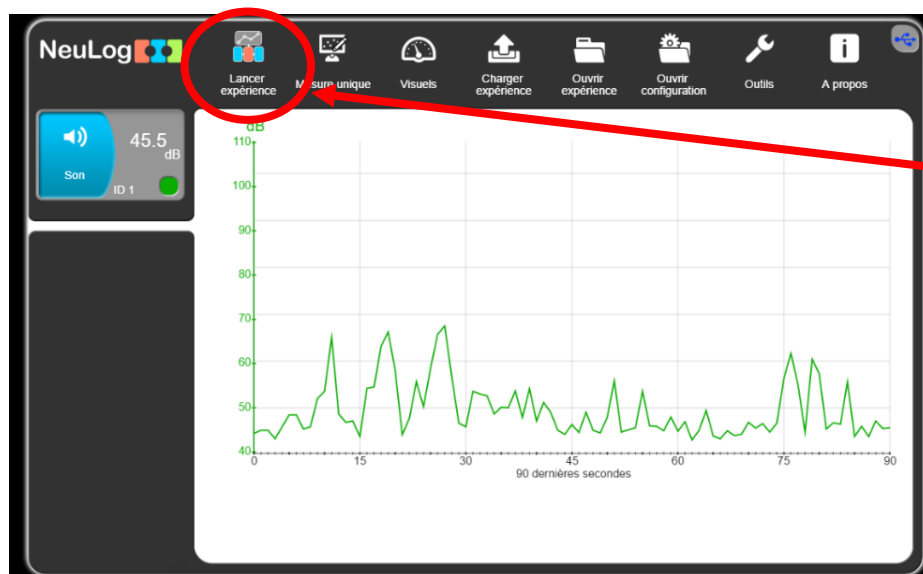 NeuLog
Lancer
expérience
Mesure unique
Visuels
Charger
expérience
Ouvrir
expérience
Ouvrir
configuration
Outils
A propos
Son
45.5
dB
ID 1
dB
110
100
90
80
70
60
50
40
0 15 30 45 60 75 90
90 dernières secondes